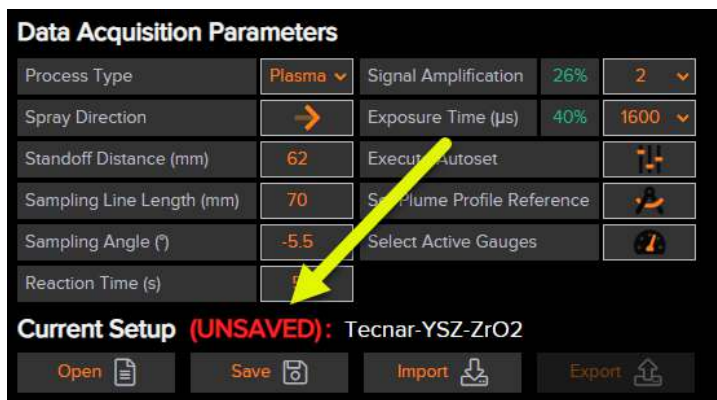 Data Acquisition Parameters
Process Type Plasma Signal Amplification 26% 2
Spray Direction Exposure Time (µs) 40% 1600
Standoff Distance (mm) 62 Execute Autoset
Sampling Line Length (mm) 70 Set Plume Profile Reference
Sampling Angle (º) -5.5 Select Active Gauges
Reaction Time (s)
Current Setup (UNSAVED): Tecnar-YSZ-ZrO2
Open Save Import Export